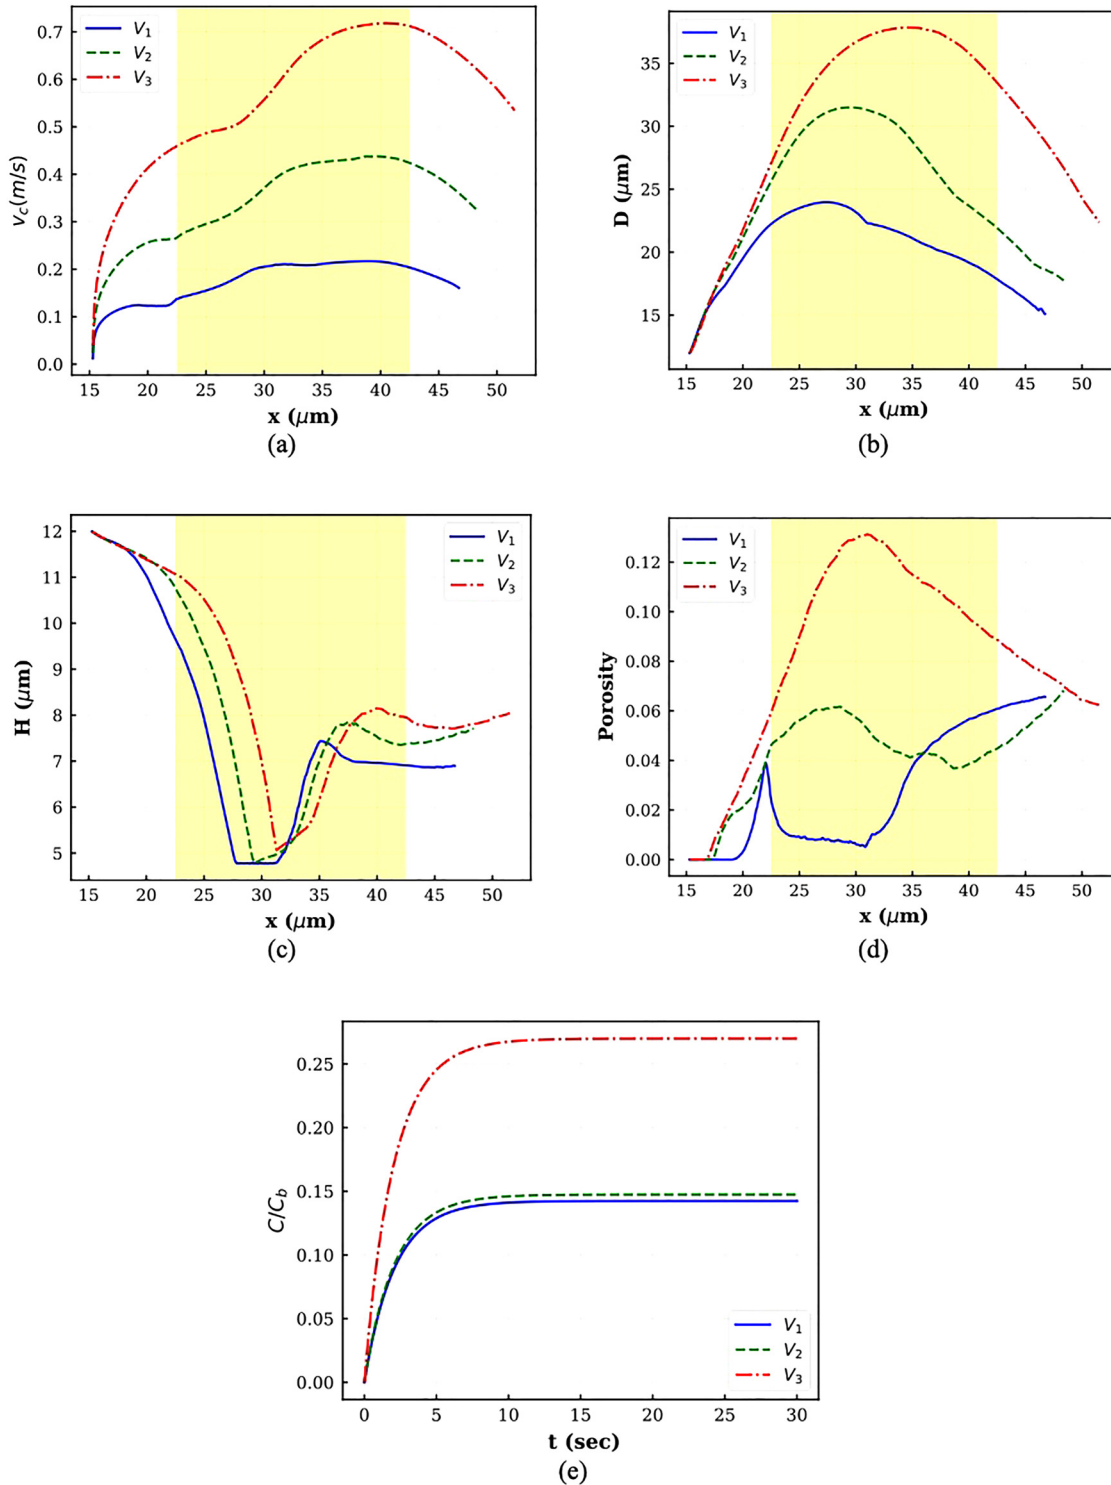 0.7
0.6
0.5
0.4
0.3
0.2
0.1
0.0
v_c(m/s)
V1
V2
V3
15 20 25 30 35 40 45 50
x (μm)
(a)
35
30
25
20
15
D (μm)
V1
V2
V3
15 20 25 30 35 40 45 50
x (μm)
(b)
12
11
10
9
8
7
6
5
H (μm)
V1
V2
V3
15 20 25 30 35 40 45 50
x (μm)
(c)
0.12
0.10
0.08
0.06
0.04
0.02
0.00
Porosity
V1
V2
V3
15 20 25 30 35 40 45 50
x (μm)
(d)
0.25
0.20
0.15
0.10
0.05
0.00
C/C_b
V1
V2
V3
0 5 10 15 20 25 30
t (sec)
(e)